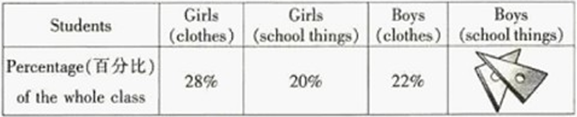 Students
Girls
(clothes)
Girls
(school things)
Boys
(clothes)
Boys
(school things)
Percentage(百分比)
of the whole class
28%
20%
22%